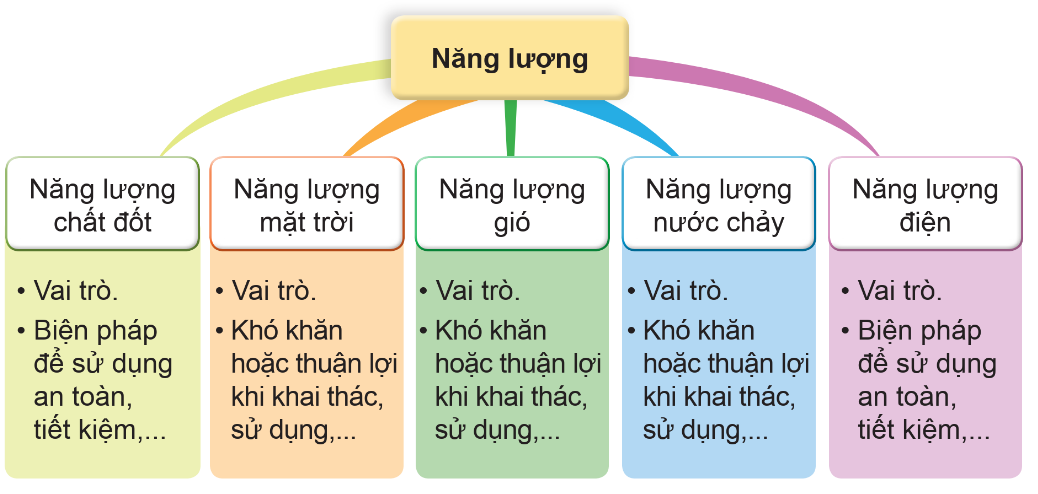 Năng lượng
Năng lượng
chất đốt
• Vai trò.
• Biện pháp
để sử dụng
an toàn,
tiết kiệm,...
Năng lượng
mặt trời
• Vai trò.
• Khó khăn
hoặc thuận lợi
khi khai thác,
sử dụng,...
Năng lượng
gió
• Vai trò.
• Khó khăn
hoặc thuận lợi
khi khai thác,
sử dụng,...
Năng lượng
nước chảy
• Vai trò.
• Khó khăn
hoặc thuận lợi
khi khai thác,
sử dụng,...
Năng lượng
điện
• Vai trò.
• Biện pháp
để sử dụng
an toàn,
tiết kiệm,...